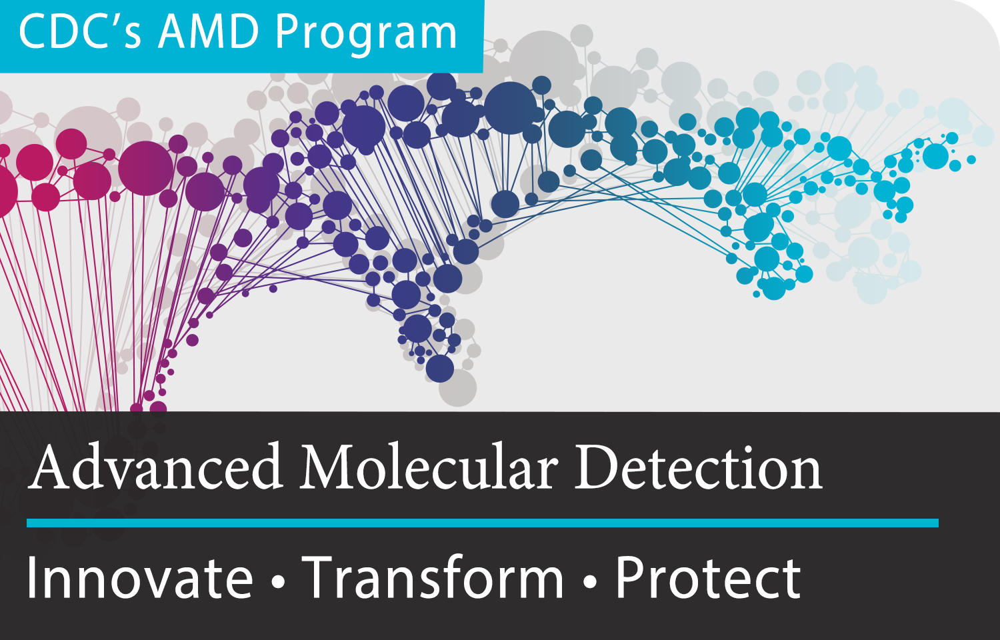 CDC’s AMD Program
Advanced Molecular Detection
Innovate • Transform • Protect